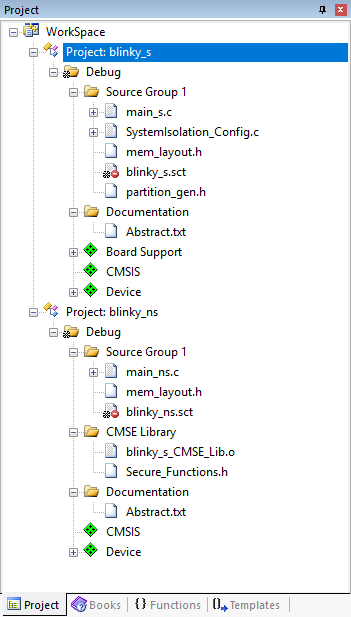 Project
WorkSpace
Project: blinky_s
Debug
Source Group 1
main_s.c
SystemIsolation_Config.c
mem_layout.h
blinky_s.sct
partition_gen.h
Documentation
Abstract.txt
Board Support
CMSIS
Device
Project: blinky_ns
Debug
Source Group 1
main_ns.c
mem_layout.h
blinky_ns.sct
CMSE Library
blinky_s_CMSE_Lib.o
Secure_Functions.h
Documentation
Abstract.txt
CMSIS
Device
Project Books {} Functions 0→ Templates